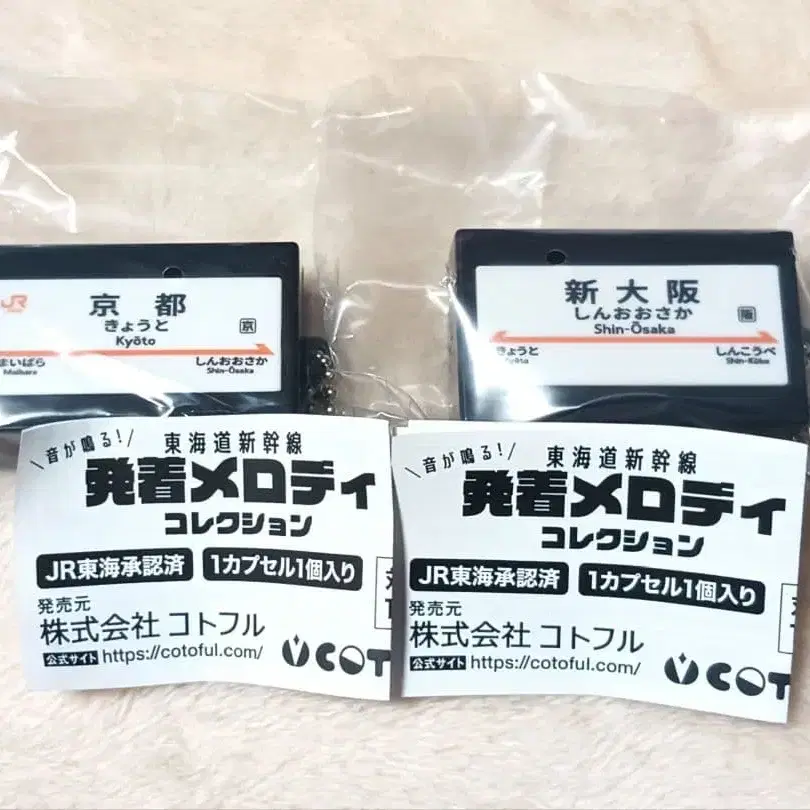 JR
京都
きょうと
Kyōto
京
まいばら
Maibara
しんおおさか
Shin-Ōsaka
新大阪
しんおおさか
Shin-Ōsaka
阪
きょうと
Kyōto
しんこうべ
Shin-Kōbe
\音が鳴る!/
東海道新幹線
発着メロディ
コレクション
JR東海承認済 1カプセル1個入り
発売元
株式会社 コトフル
公式サイト https://cotoful.com/
COT
\音が鳴る!/
東海道新幹線
発着メロディ
コレクション
JR東海承認済 1カプセル1個入り
発売元
株式会社 コトフル
公式サイト https://cotoful.com/
COT